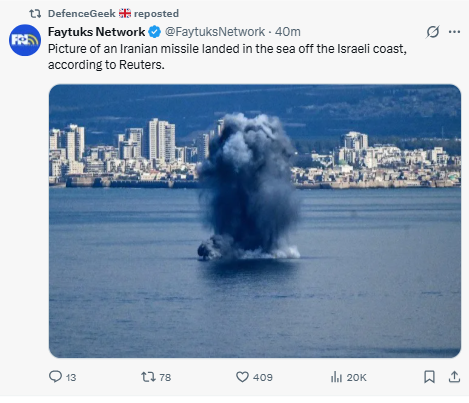 DefenceGeek 🇬🇧 reposted
Faytuks Network @FaytuksNetwork · 40m
Picture of an Iranian missile landed in the sea off the Israeli coast,
according to Reuters.
13 78 409 20K